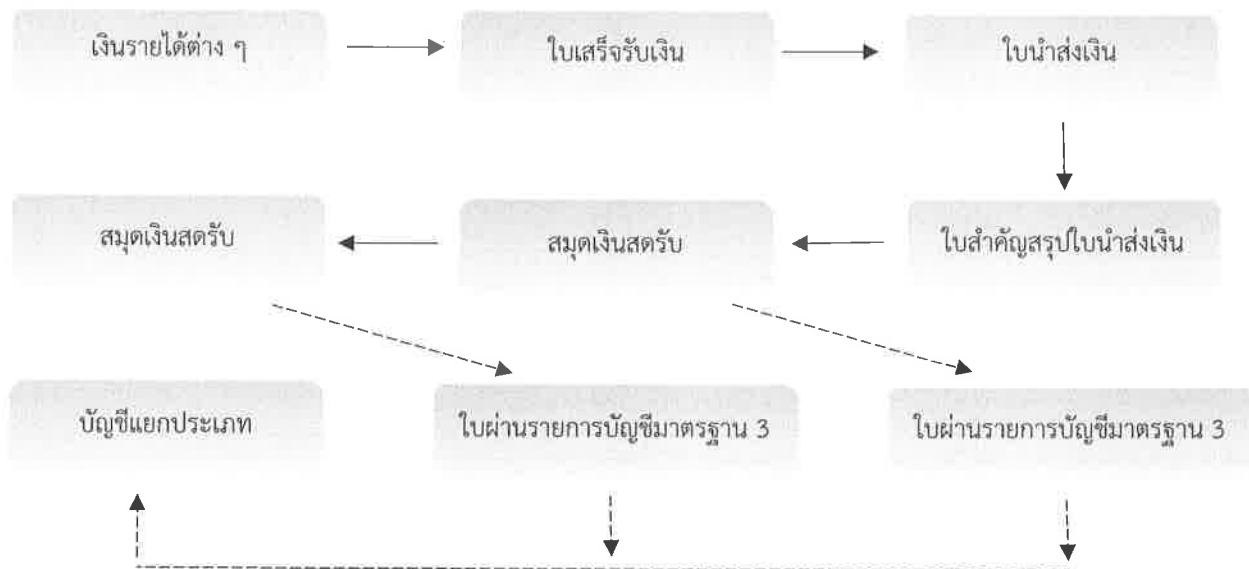 เงินรายได้ต่าง ๆ
ใบเสร็จรับเงิน
ใบนำส่งเงิน
สมุดเงินสดรับ
สมุดเงินสดรับ
ใบสำคัญสรุปใบนำส่งเงิน
บัญชีแยกประเภท
ใบผ่านรายการบัญชีมาตรฐาน 3
ใบผ่านรายการบัญชีมาตรฐาน 3